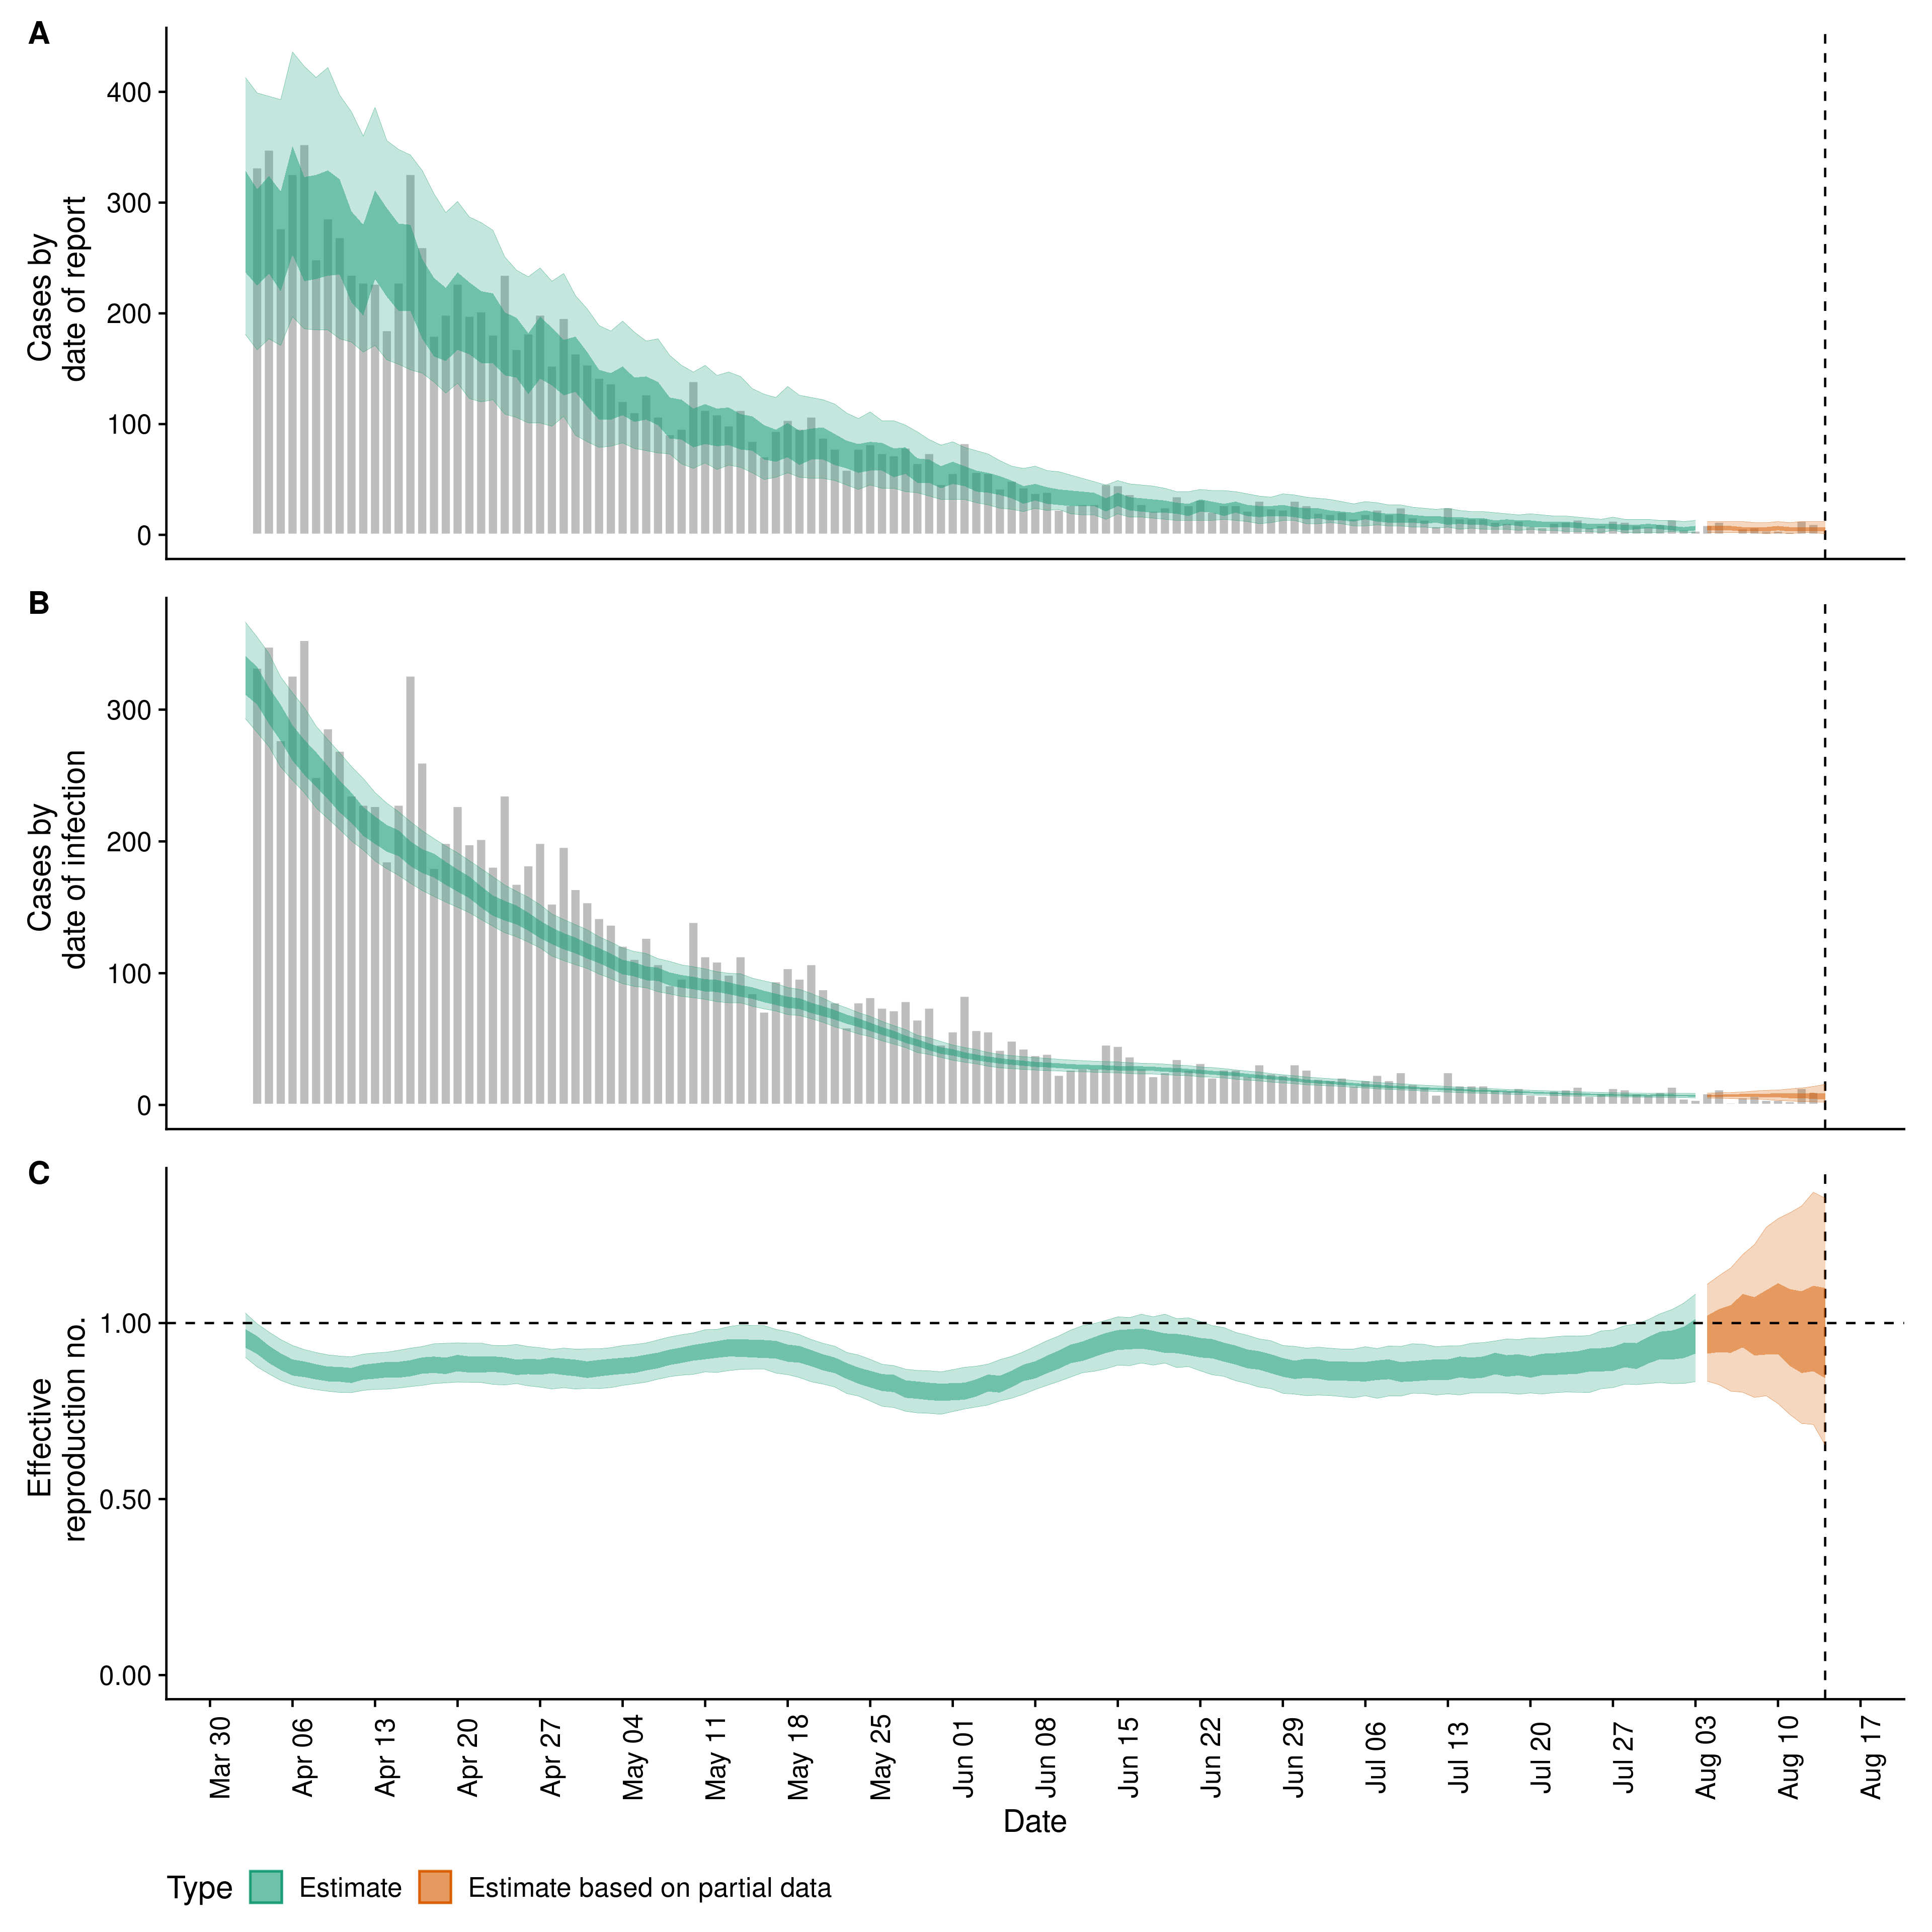 A
Cases by
date of report
400
300
200
100
0
B
Cases by
date of infection
300
200
100
0
C
Effective
reproduction no.
1.00
0.50
0.00
Mar 30
Apr 06
Apr 13
Apr 20
Apr 27
May 04
May 11
May 18
May 25
Jun 01
Jun 08
Jun 15
Jun 22
Jun 29
Jul 06
Jul 13
Jul 20
Jul 27
Aug 03
Aug 10
Aug 17
Date
Type Estimate Estimate based on partial data